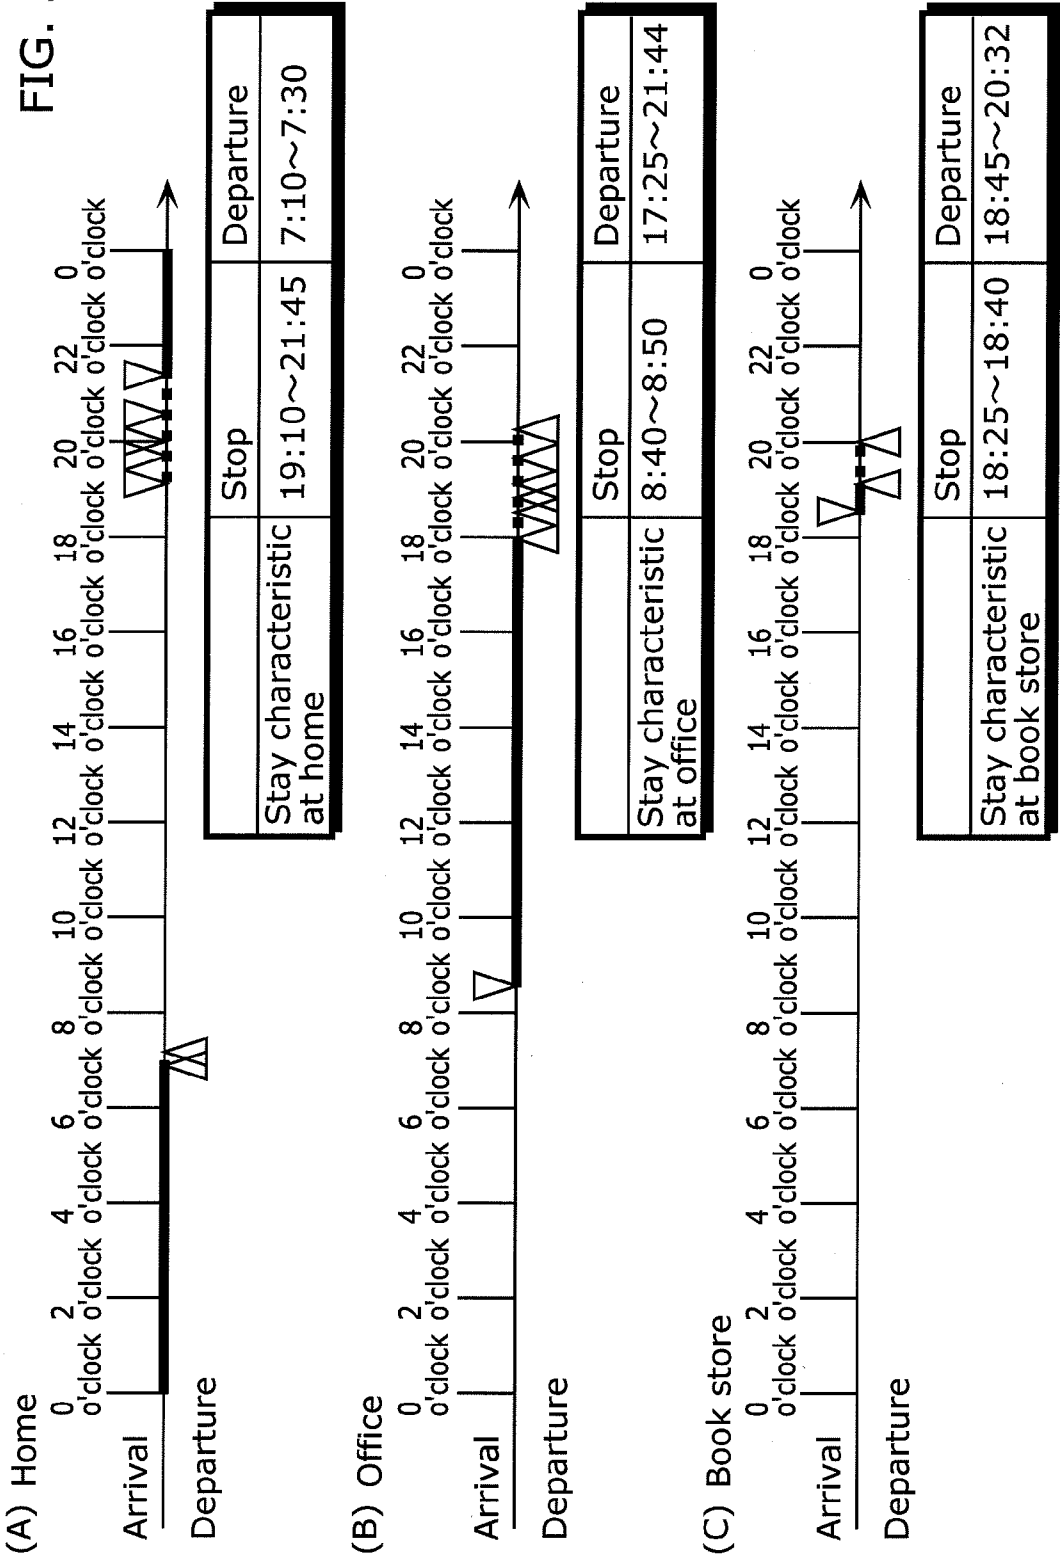 FIG.
(A) Home
0 2 4 6 8 10 12 14 16 18 20 22 0
o'clock o'clock o'clock o'clock o'clock o'clock o'clock o'clock o'clock o'clock o'clock o'clock o'clock
Arrival
Departure
Stop Departure
Stay characteristic at home 19:10～21:45 7:10～7:30
(B) Office
0 2 4 6 8 10 12 14 16 18 20 22 0
o'clock o'clock o'clock o'clock o'clock o'clock o'clock o'clock o'clock o'clock o'clock o'clock o'clock
Arrival
Departure
Stop Departure
Stay characteristic at office 8:40～8:50 17:25～21:44
(C) Book store
0 2 4 6 8 10 12 14 16 18 20 22 0
o'clock o'clock o'clock o'clock o'clock o'clock o'clock o'clock o'clock o'clock o'clock o'clock o'clock
Arrival
Departure
Stop Departure
Stay characteristic at book store 18:25～18:40 18:45～20:32